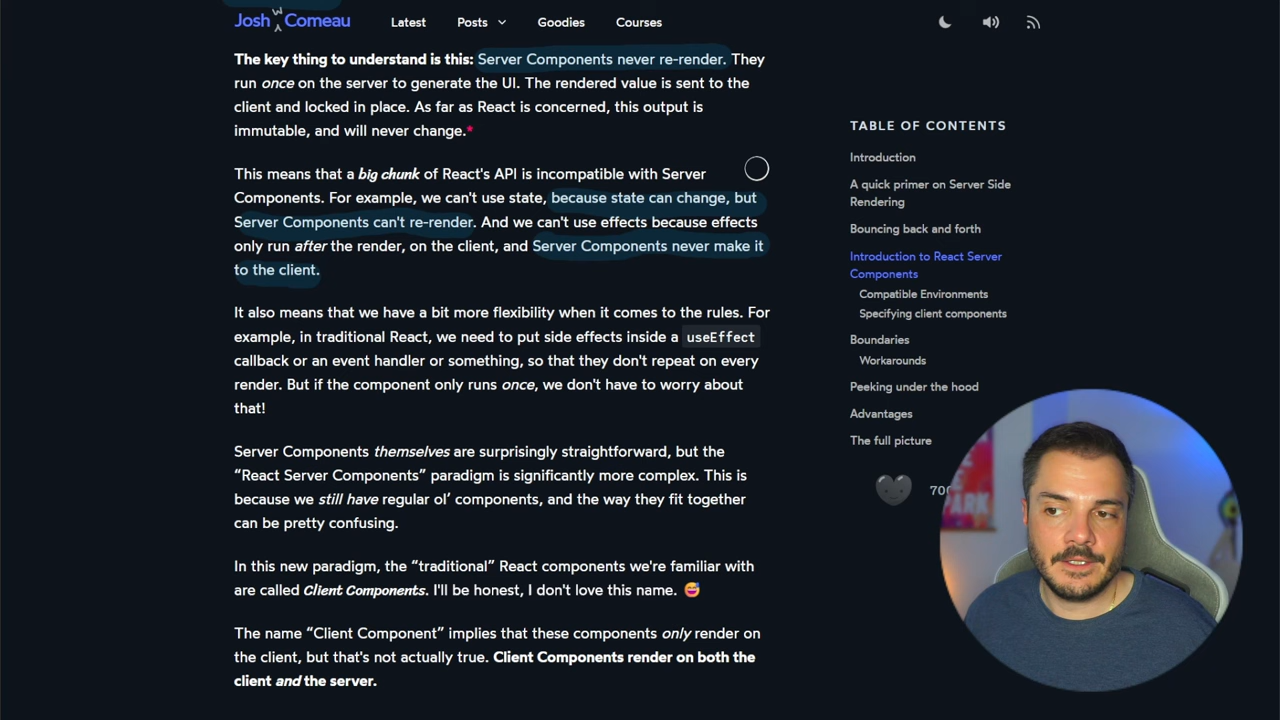 Josh W Comeau
Latest
Posts
Goodies
Courses
The key thing to understand is this: Server Components never re-render. They
run once on the server to generate the UI. The rendered value is sent to the
client and locked in place. As far as React is concerned, this output is
immutable, and will never change.*
This means that a big chunk of React's API is incompatible with Server
Components. For example, we can't use state, because state can change, but
Server Components can't re-render. And we can't use effects because effects
only run after the render, on the client, and Server Components never make it
to the client.
It also means that we have a bit more flexibility when it comes to the rules. For
example, in traditional React, we need to put side effects inside a useEffect
callback or an event handler or something, so that they don't repeat on every
render. But if the component only runs once, we don't have to worry about
that!
Server Components themselves are surprisingly straightforward, but the
“React Server Components” paradigm is significantly more complex. This is
because we still have regular ol’ components, and the way they fit together
can be pretty confusing.
In this new paradigm, the “traditional” React components we're familiar with
are called Client Components. I'll be honest, I don't love this name. 😅
The name “Client Component” implies that these components only render on
the client, but that's not actually true. Client Components render on both the
client and the server.
TABLE OF CONTENTS
Introduction
A quick primer on Server Side
Rendering
Bouncing back and forth
Introduction to React Server
Components
Compatible Environments
Specifying client components
Boundaries
Workarounds
Peeking under the hood
Advantages
The full picture
PARK